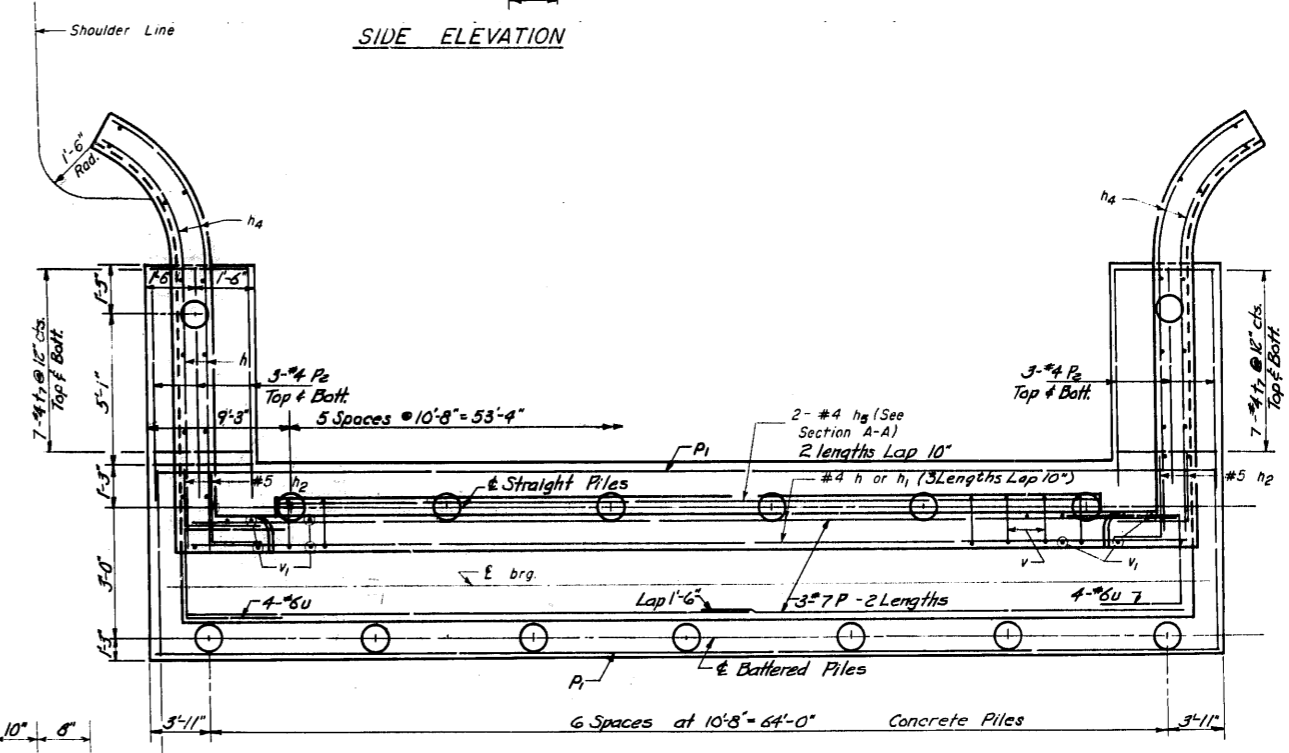 SIDE ELEVATION
Shoulder Line
1'-6"
Rad.
h4
h4
1'-6"
1'-6"
1'-5"
7-#4 t7 @ 12" cts.
Top & Bott.
7-#4 t7 @ 12" cts.
Top & Bott.
h
3-#4 P2
Top & Bott.
3-#4 P2
Top & Bott.
5'-1"
9'-3"
5 Spaces @ 10'-8" = 53'-4"
2- #4 h5 (See
Section A-A)
2 lengths Lap 10"
P1
1'-3"
#5 h2
℄ Straight Piles
#4 h or h1 (3 Lengths Lap 10")
#5 h2
v1
v
v1
3'-0"
℄ brg.
4-#6u
Lap 1'-6"
3-#7 P - 2 Lengths
4-#6u
1'-3"
℄ Battered Piles
P1
10"
8"
3'-11"
6 Spaces at 10'-8" = 64'-0"
Concrete Piles
3'-11"